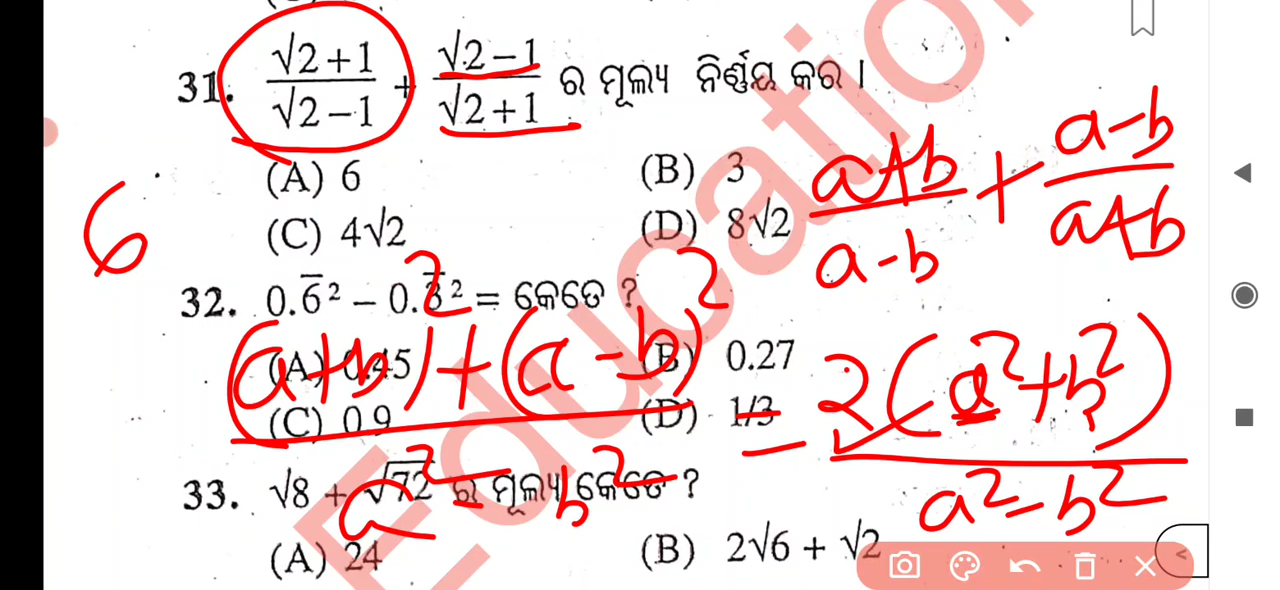 31. (√2+1)/(√2−1) + (√2−1)/(√2+1) ର ମୂଲ୍ୟ ନିର୍ଣ୍ଣୟ କର ।
(a+b)/(a-b) + (a-b)/(a+b)
(A) 6 (B) 3
6
(C) 4√2 (D) 8√2
32. 0.6̅² − 0.3̅² = କେତେ ?
(A) 0.45 (B) 0.27
(C) 0.9 (D) 1/3
((a+b)²+(a-b)²)/(a²-b²) = 2(a²+b²)/(a²-b²)
33. √8 + √72 ର ମୂଲ୍ୟ କେତେ ?
(A) 24 (B) 2√6 + √2
Education